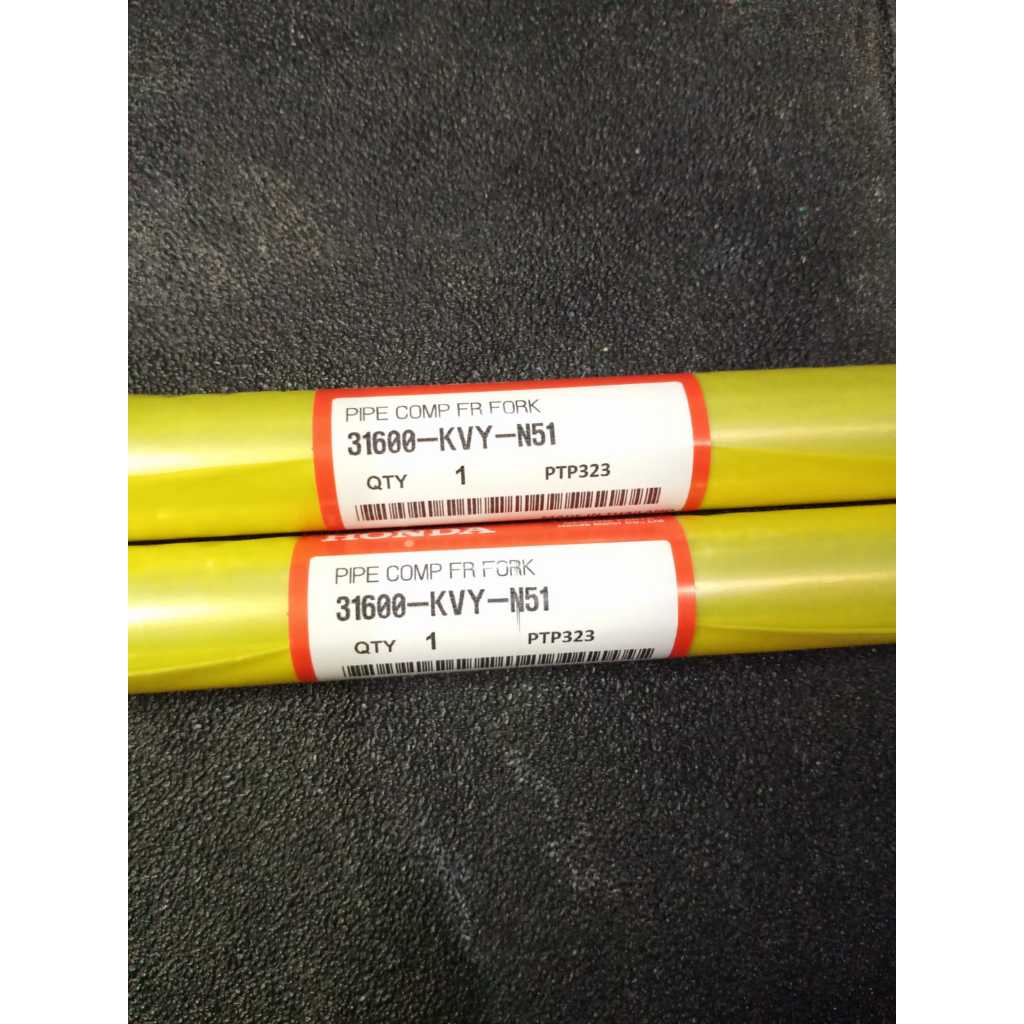 PIPE COMP FR FORK
31600-KVY-N51
QTY 1 PTP323
HONDA
PIPE COMP FR FORK
31600-KVY-N51
QTY 1 PTP323